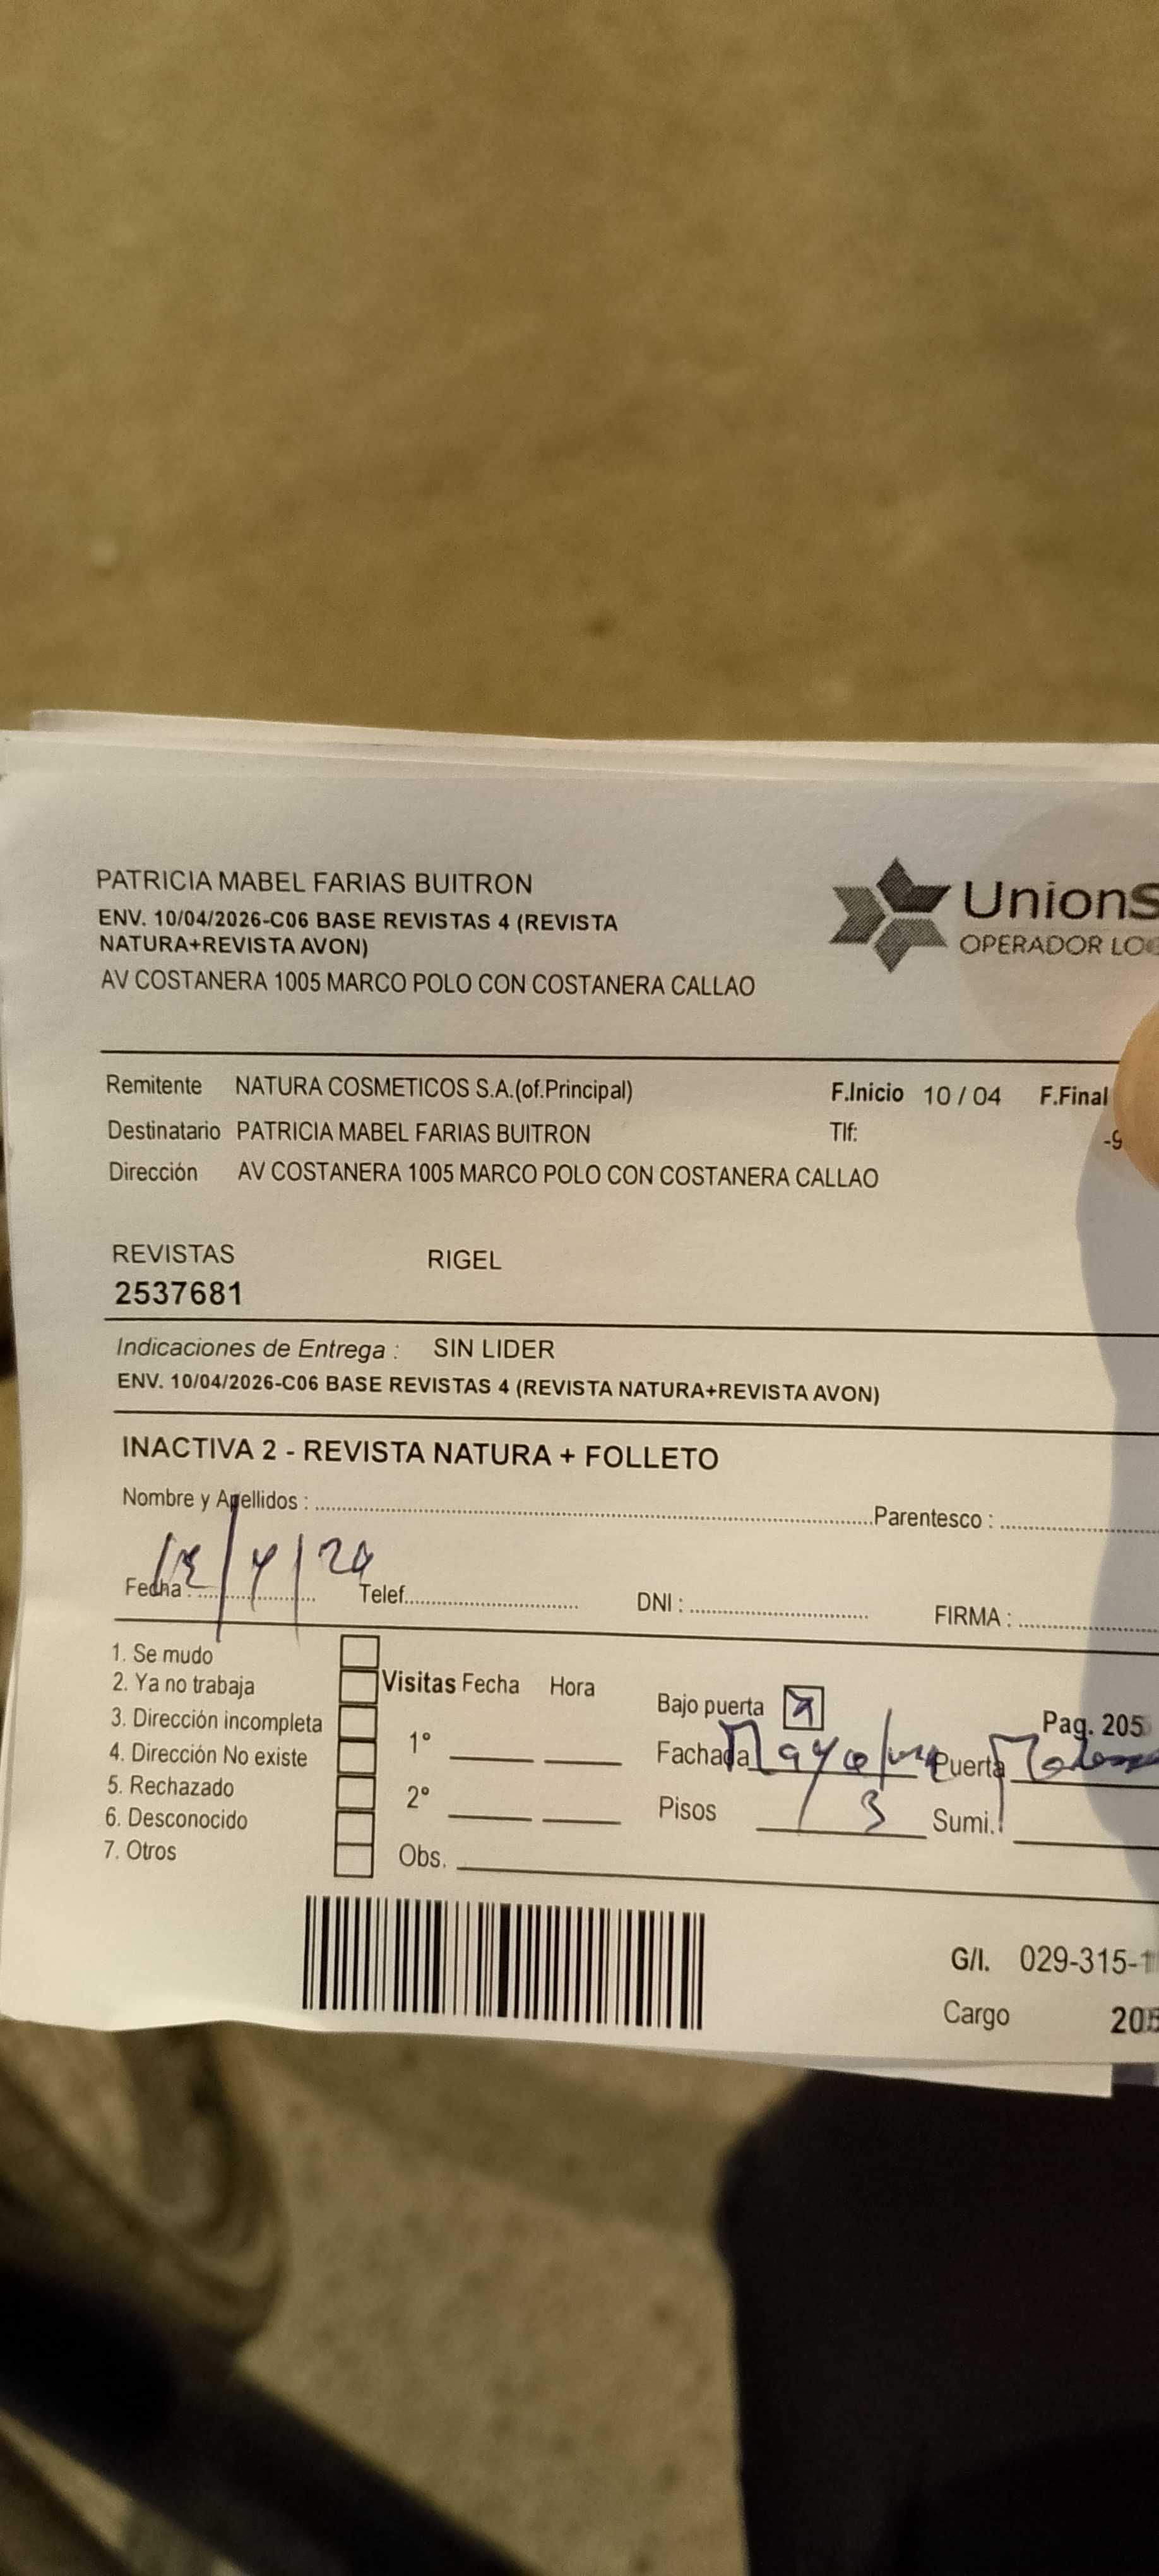 PATRICIA MABEL FARIAS BUITRON
ENV. 10/04/2026-C06 BASE REVISTAS 4 (REVISTA
NATURA+REVISTA AVON)
AV COSTANERA 1005 MARCO POLO CON COSTANERA CALLAO
UnionS
OPERADOR LOG
Remitente NATURA COSMETICOS S.A.(of.Principal) F.Inicio 10 / 04 F.Final
Destinatario PATRICIA MABEL FARIAS BUITRON Tlf: -9
Dirección AV COSTANERA 1005 MARCO POLO CON COSTANERA CALLAO
REVISTAS RIGEL
2537681
Indicaciones de Entrega : SIN LIDER
ENV. 10/04/2026-C06 BASE REVISTAS 4 (REVISTA NATURA+REVISTA AVON)
INACTIVA 2 - REVISTA NATURA + FOLLETO
Nombre y Apellidos : Parentesco :
Fecha : Telef. DNI : FIRMA :
1. Se mudo
2. Ya no trabaja
3. Dirección incompleta
4. Dirección No existe
5. Rechazado
6. Desconocido
7. Otros
Visitas Fecha Hora
1°
2°
Obs.
Bajo puerta Pag. 205
Fachada Puerta
Pisos 3 Sumi.
G/I. 029-315-
Cargo 205